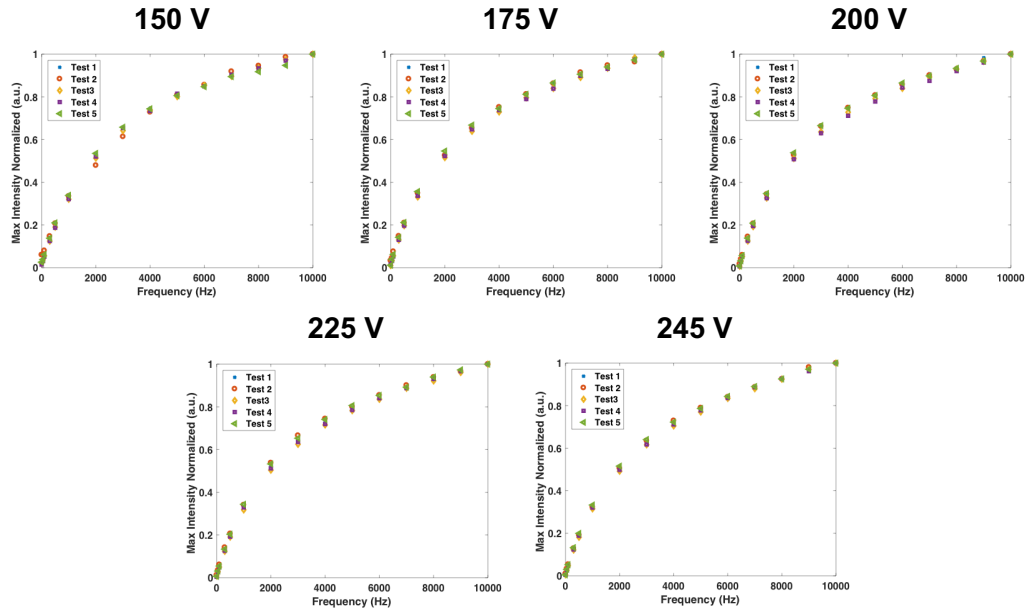 150 V
Max Intensity Normalized (a.u.)
1
0.8
0.6
0.4
0.2
0
Test 1
Test 2
Test3
Test 4
Test 5
0 2000 4000 6000 8000 10000
Frequency (Hz)
175 V
Max Intensity Normalized (a.u.)
1
0.8
0.6
0.4
0.2
0
Test 1
Test 2
Test3
Test 4
Test 5
0 2000 4000 6000 8000 10000
Frequency (Hz)
200 V
Max Intensity Normalized (a.u.)
1
0.8
0.6
0.4
0.2
0
Test 1
Test 2
Test3
Test 4
Test 5
0 2000 4000 6000 8000 10000
Frequency (Hz)
225 V
Max Intensity Normalized (a.u.)
1
0.8
0.6
0.4
0.2
0
Test 1
Test 2
Test3
Test 4
Test 5
0 2000 4000 6000 8000 10000
Frequency (Hz)
245 V
Max Intensity Normalized (a.u.)
1
0.8
0.6
0.4
0.2
0
Test 1
Test 2
Test3
Test 4
Test 5
0 2000 4000 6000 8000 10000
Frequency (Hz)